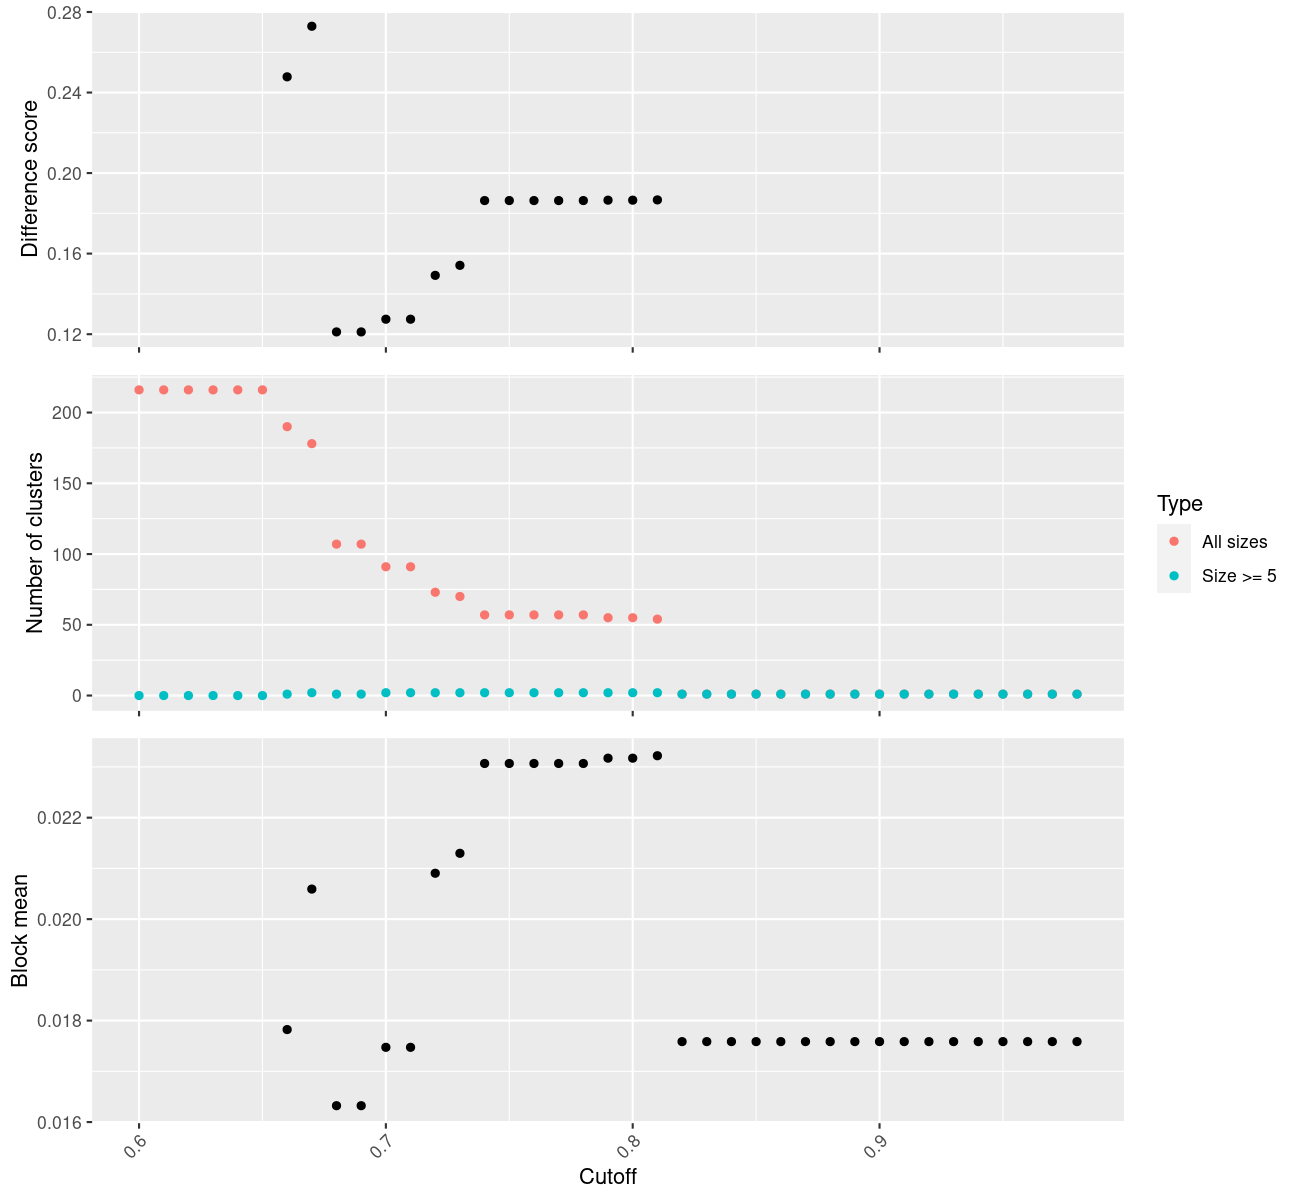 Difference score
0.28
0.24
0.20
0.16
0.12
Number of clusters
200
150
100
50
0
Type
All sizes
Size >= 5
Block mean
0.022
0.020
0.018
0.016
0.6
0.7
0.8
0.9
Cutoff